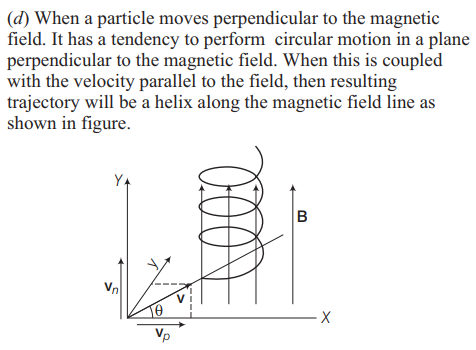 (d) When a particle moves perpendicular to the magnetic
field. It has a tendency to perform circular motion in a plane
perpendicular to the magnetic field. When this is coupled
with the velocity parallel to the field, then resulting
trajectory will be a helix along the magnetic field line as
shown in figure.
Y
B
y
vn
v
θ
X
vp